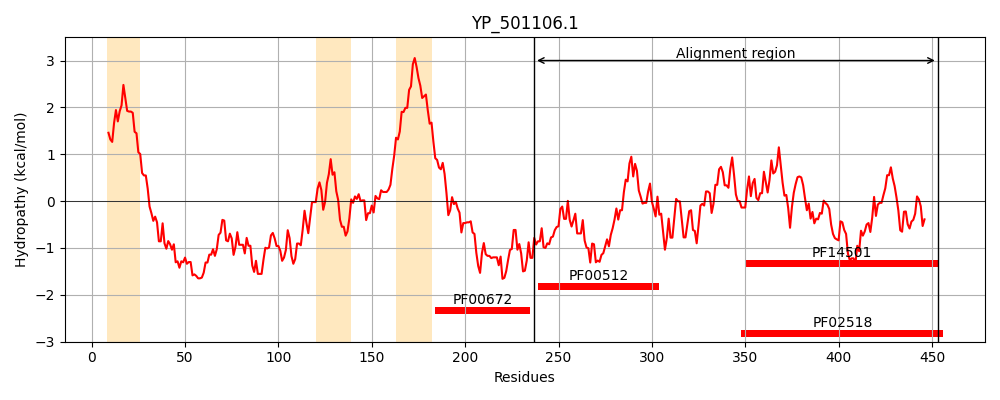 YP_501106.1
Hydropathy (kcal/mol)
3
2
1
0
−1
−2
−3
Alignment region
PF14501
PF00512
PF00672
PF02518
0 50 100 150 200 250 300 350 400 450
Residues